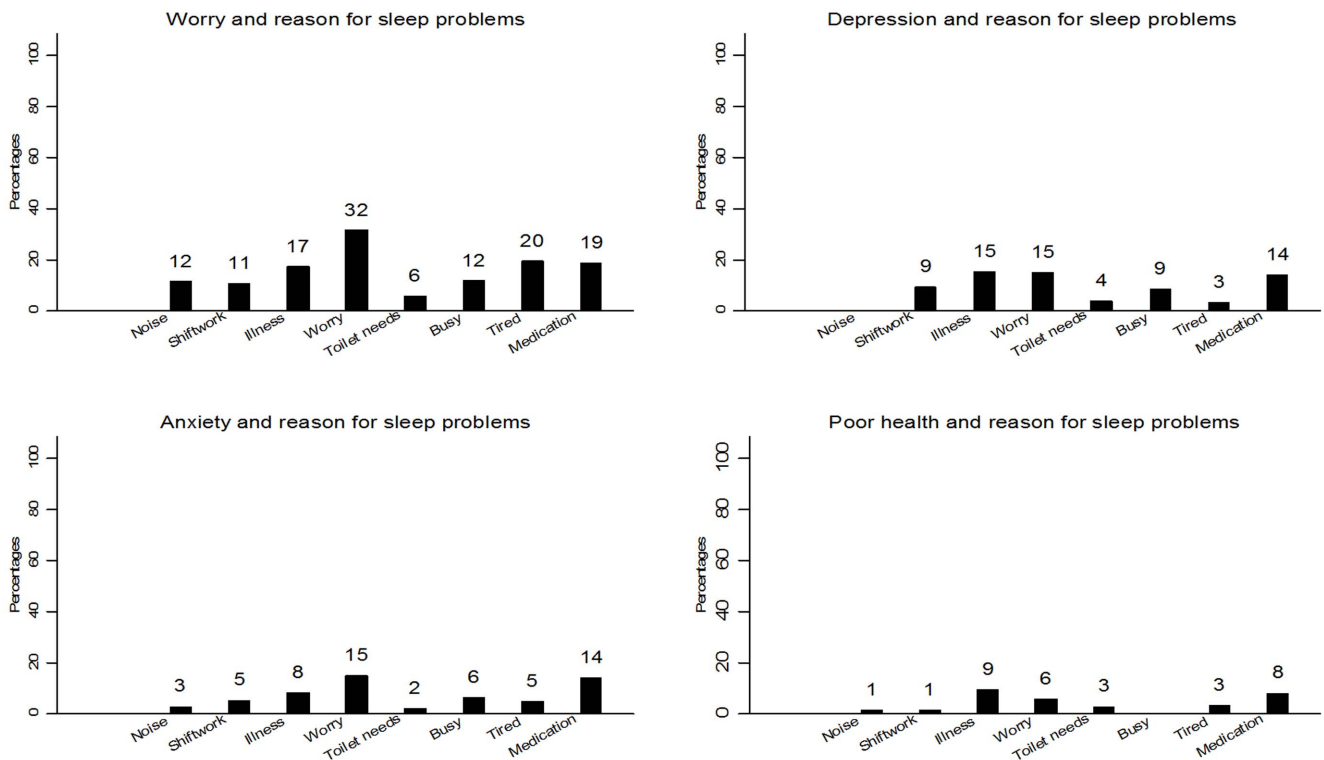 Worry and reason for sleep problems
Percentages
100
80
60
40
20
0
12
11
17
32
6
12
20
19
Noise
Shiftwork
Illness
Worry
Toilet needs
Busy
Tired
Medication
Depression and reason for sleep problems
Percentages
100
80
60
40
20
0
9
15
15
4
9
3
14
Noise
Shiftwork
Illness
Worry
Toilet needs
Busy
Tired
Medication
Anxiety and reason for sleep problems
Percentages
100
80
60
40
20
0
3
5
8
15
2
6
5
14
Noise
Shiftwork
Illness
Worry
Toilet needs
Busy
Tired
Medication
Poor health and reason for sleep problems
Percentages
100
80
60
40
20
0
1
1
9
6
3
3
8
Noise
Shiftwork
Illness
Worry
Toilet needs
Busy
Tired
Medication